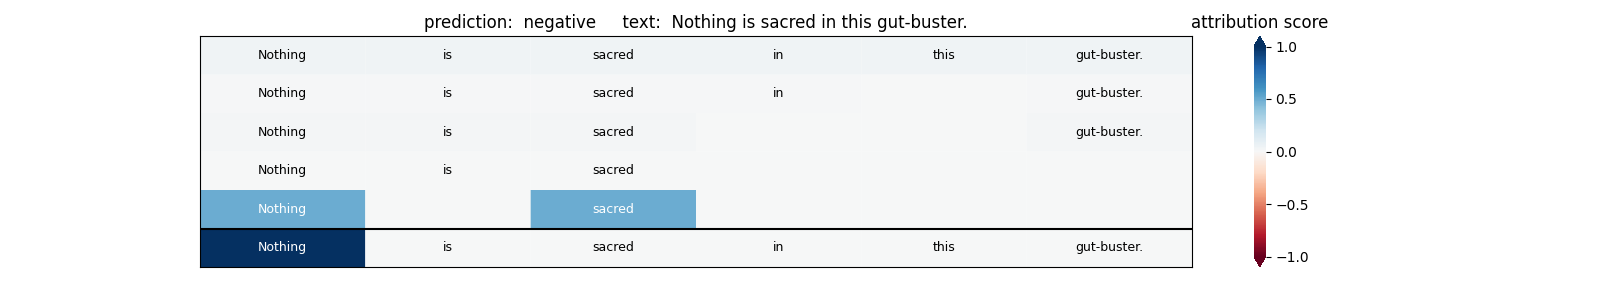 prediction:  negative     text:  Nothing is sacred in this gut-buster.
attribution score
Nothing is sacred in this gut-buster.
Nothing is sacred in gut-buster.
Nothing is sacred gut-buster.
Nothing is sacred
Nothing sacred
Nothing is sacred in this gut-buster.
1.0
0.5
0.0
−0.5
−1.0